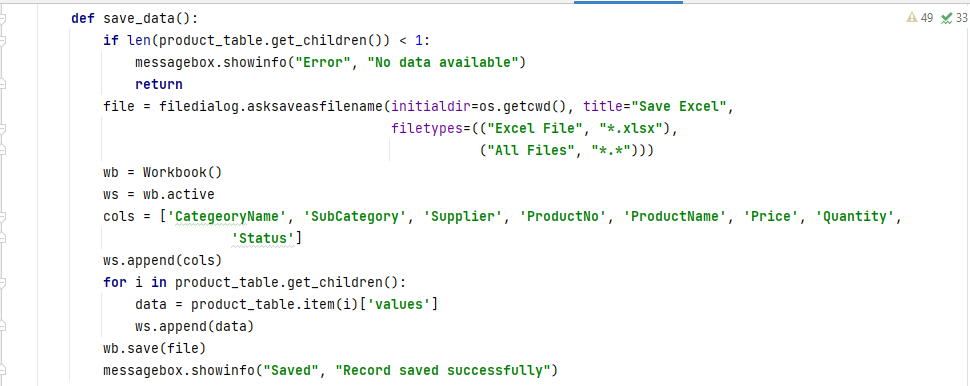 def save_data():
49 33
if len(product_table.get_children()) < 1:
messagebox.showinfo("Error", "No data available")
return
file = filedialog.asksaveasfilename(initialdir=os.getcwd(), title="Save Excel",
filetypes=(("Excel File", "*.xlsx"),
("All Files", "*.*")))
wb = Workbook()
ws = wb.active
cols = ['CategeoryName', 'SubCategory', 'Supplier', 'ProductNo', 'ProductName', 'Price', 'Quantity',
'Status']
ws.append(cols)
for i in product_table.get_children():
data = product_table.item(i)['values']
ws.append(data)
wb.save(file)
messagebox.showinfo("Saved", "Record saved successfully")